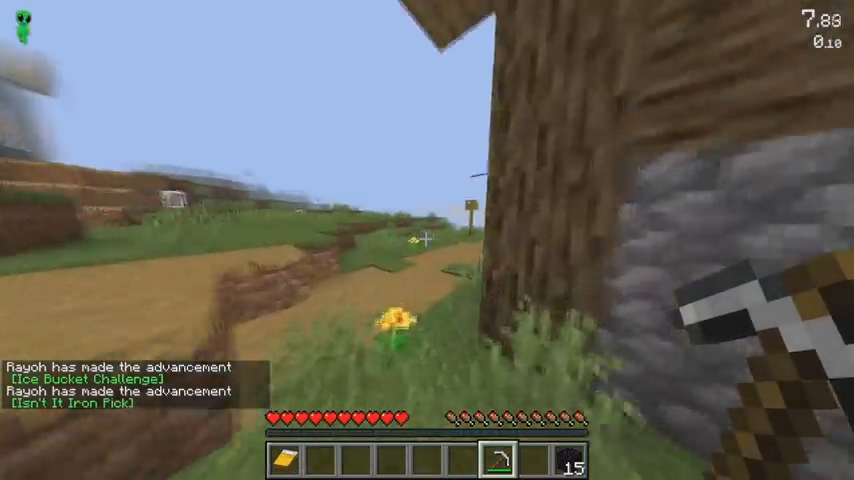 7.89
0.10
Rayoh has made the advancement
[Ice Bucket Challenge]
Rayoh has made the advancement
[Isn't It Iron Pick]
15